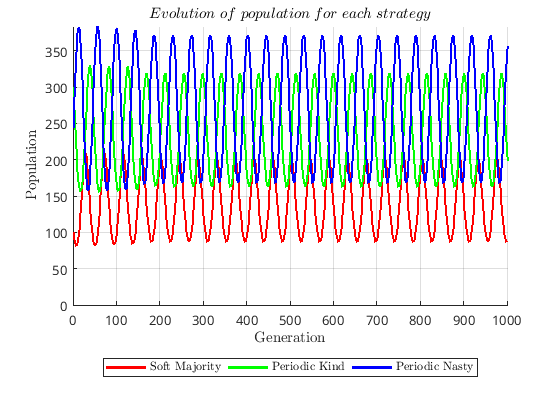 Evolution of population for each strategy
Population
350
300
250
200
150
100
50
0
0 100 200 300 400 500 600 700 800 900 1000
Generation
Soft Majority Periodic Kind Periodic Nasty